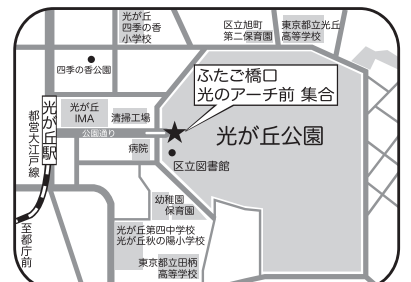 光が丘
四季の香
小学校
区立旭町
第二保育園
東京都立光丘
高等学校
四季の香公園
ふたご橋口
光のアーチ前 集合
光が丘駅
都営大江戸線
光が丘
IMA
清掃工場
公園通り
光が丘公園
病院
区立図書館
幼稚園
保育園
至都庁前
光が丘第四中学校
光が丘秋の陽小学校
東京都立田柄
高等学校